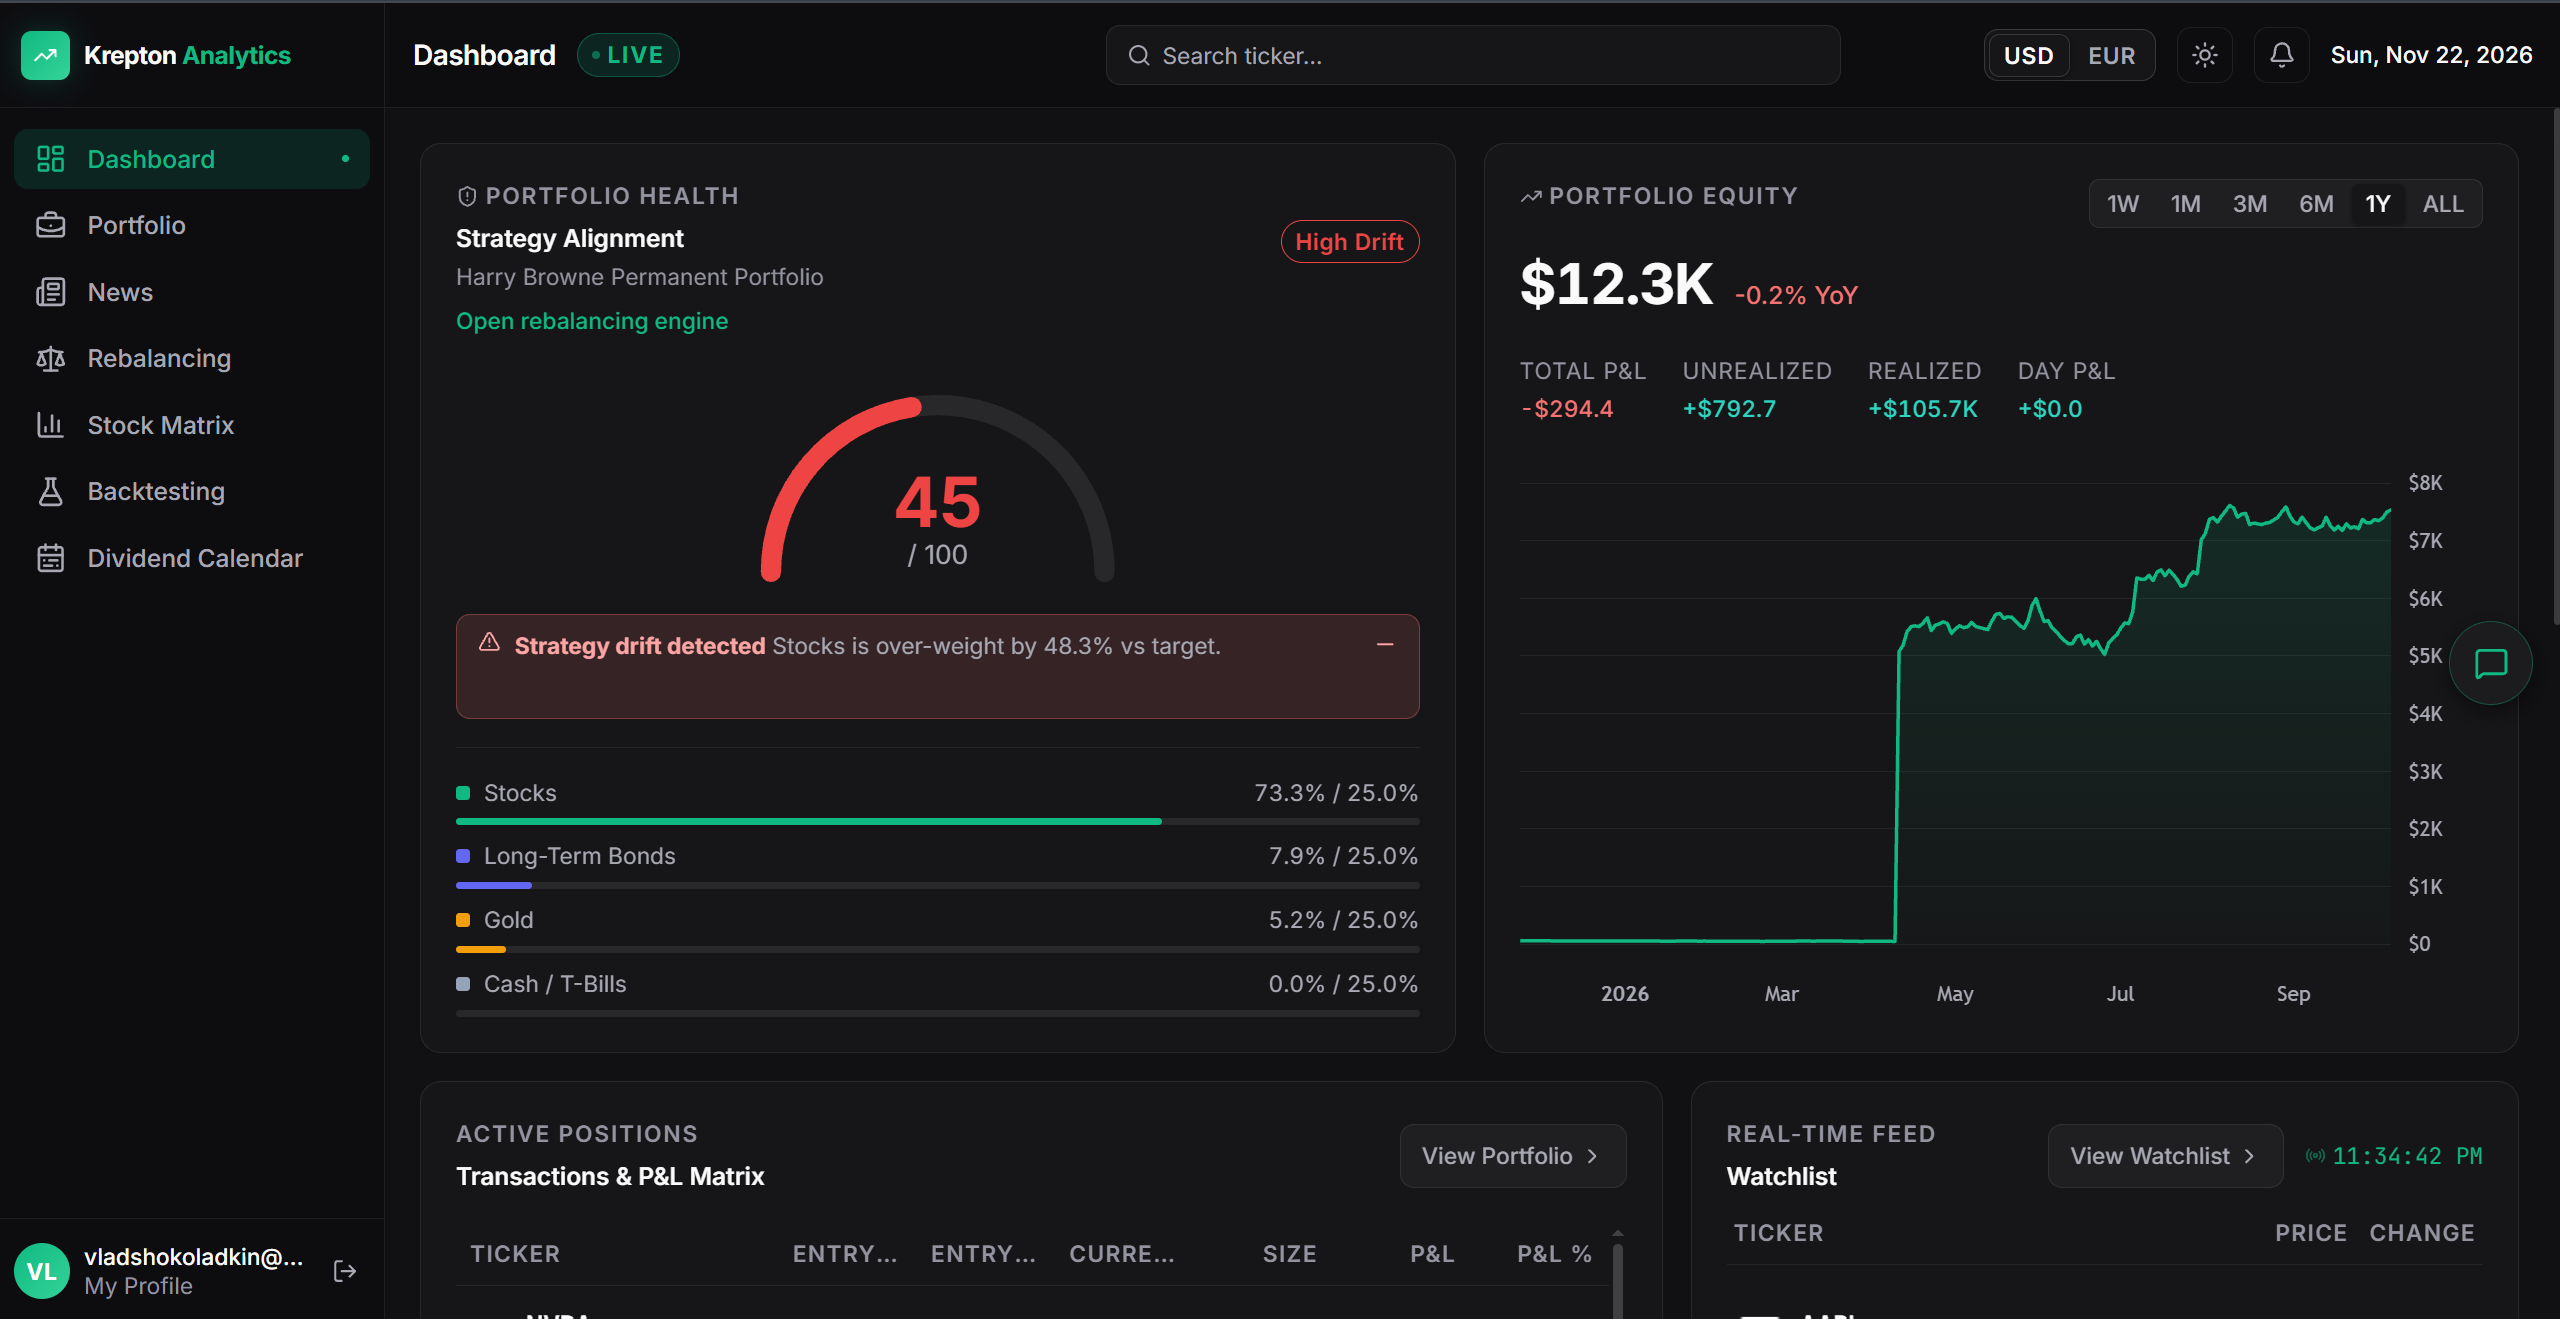 Krepton Analytics
Dashboard
LIVE
Search ticker...
USD
EUR
Sun, Nov 22, 2026
Dashboard
Portfolio
News
Rebalancing
Stock Matrix
Backtesting
Dividend Calendar
VL
vladshokoladkin@...
My Profile
PORTFOLIO HEALTH
Strategy Alignment
High Drift
Harry Browne Permanent Portfolio
Open rebalancing engine
45
/ 100
Strategy drift detected Stocks is over-weight by 48.3% vs target.
Stocks 73.3% / 25.0%
Long-Term Bonds 7.9% / 25.0%
Gold 5.2% / 25.0%
Cash / T-Bills 0.0% / 25.0%
PORTFOLIO EQUITY
1W 1M 3M 6M 1Y ALL
$12.3K -0.2% YoY
TOTAL P&L UNREALIZED REALIZED DAY P&L
-$294.4 +$792.7 +$105.7K +$0.0
$8K
$7K
$6K
$5K
$4K
$3K
$2K
$1K
$0
2026 Mar May Jul Sep
ACTIVE POSITIONS
Transactions & P&L Matrix
View Portfolio
TICKER ENTRY... ENTRY... CURRE... SIZE P&L P&L %
REAL-TIME FEED
Watchlist
View Watchlist
11:34:42 PM
TICKER PRICE CHANGE